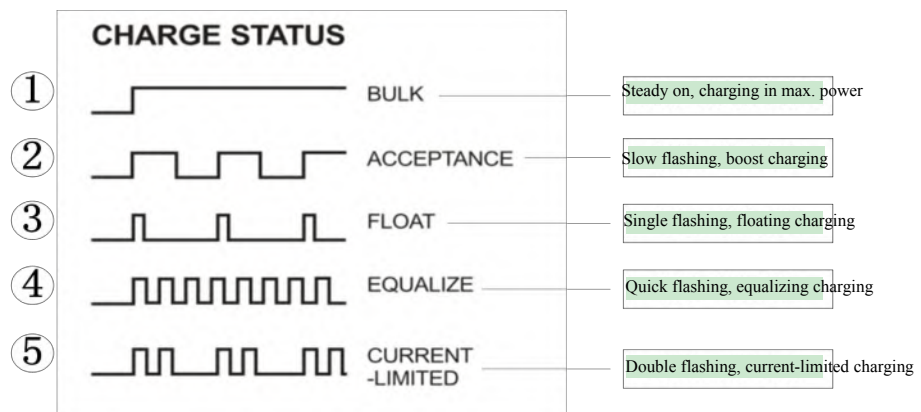 CHARGE STATUS
① BULK Steady on, charging in max. power
② ACCEPTANCE Slow flashing, boost charging
③ FLOAT Single flashing, floating charging
④ EQUALIZE Quick flashing, equalizing charging
⑤ CURRENT
-LIMITED Double flashing, current-limited charging